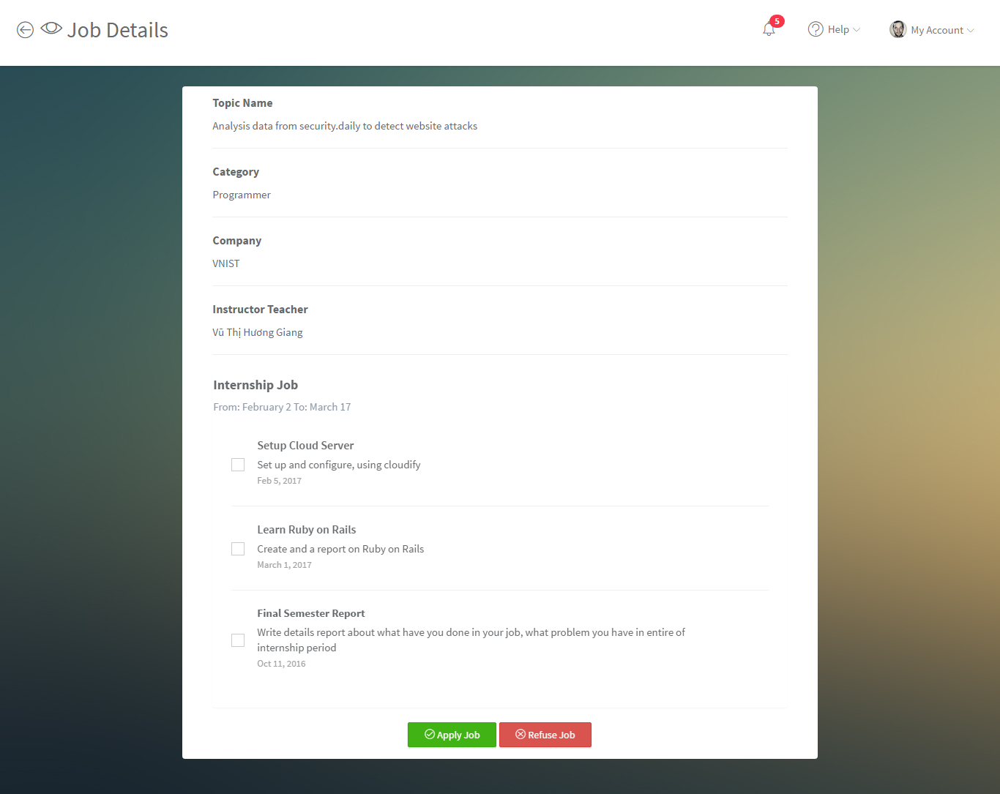 Job Details
5
Help
My Account
Topic Name
Analysis data from security.daily to detect website attacks
Category
Programmer
Company
VNIST
Instructor Teacher
Vũ Thị Hương Giang
Internship Job
From: February 2 To: March 17
Setup Cloud Server
Set up and configure, using cloudify
Feb 5, 2017
Learn Ruby on Rails
Create and a report on Ruby on Rails
March 1, 2017
Final Semester Report
Write details report about what have you done in your job, what problem you have in entire of
internship period
Oct 11, 2016
Apply Job
Refuse Job